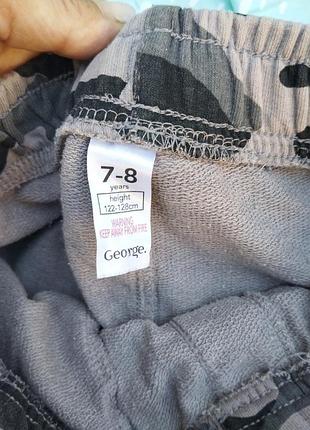 7-8
years
height
122-128cm
WARNING
KEEP AWAY FROM FIRE
George.